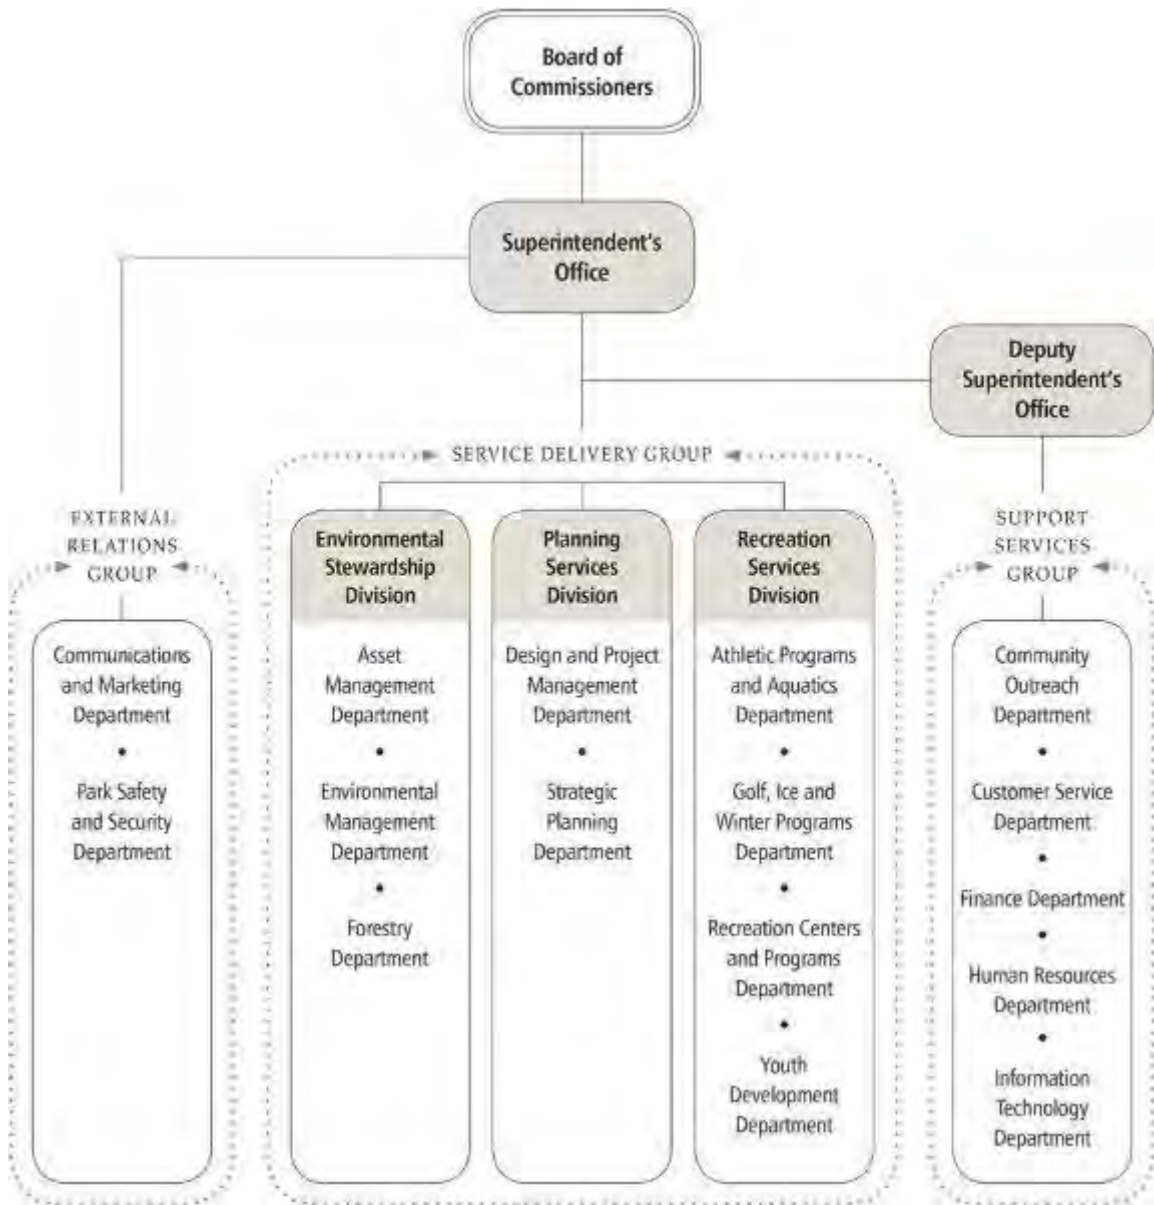 Board of
Commissioners
Superintendent's
Office
Deputy
Superintendent's
Office
SERVICE DELIVERY GROUP
EXTERNAL
RELATIONS
GROUP
SUPPORT
SERVICES
GROUP
Environmental
Stewardship
Division
Planning
Services
Division
Recreation
Services
Division
Communications
and Marketing
Department
•
Park Safety
and Security
Department
Asset
Management
Department
•
Environmental
Management
Department
•
Forestry
Department
Design and Project
Management
Department
•
Strategic
Planning
Department
Athletic Programs
and Aquatics
Department
•
Golf, Ice and
Winter Programs
Department
•
Recreation Centers
and Programs
Department
•
Youth
Development
Department
Community
Outreach
Department
•
Customer Service
Department
•
Finance Department
•
Human Resources
Department
•
Information
Technology
Department